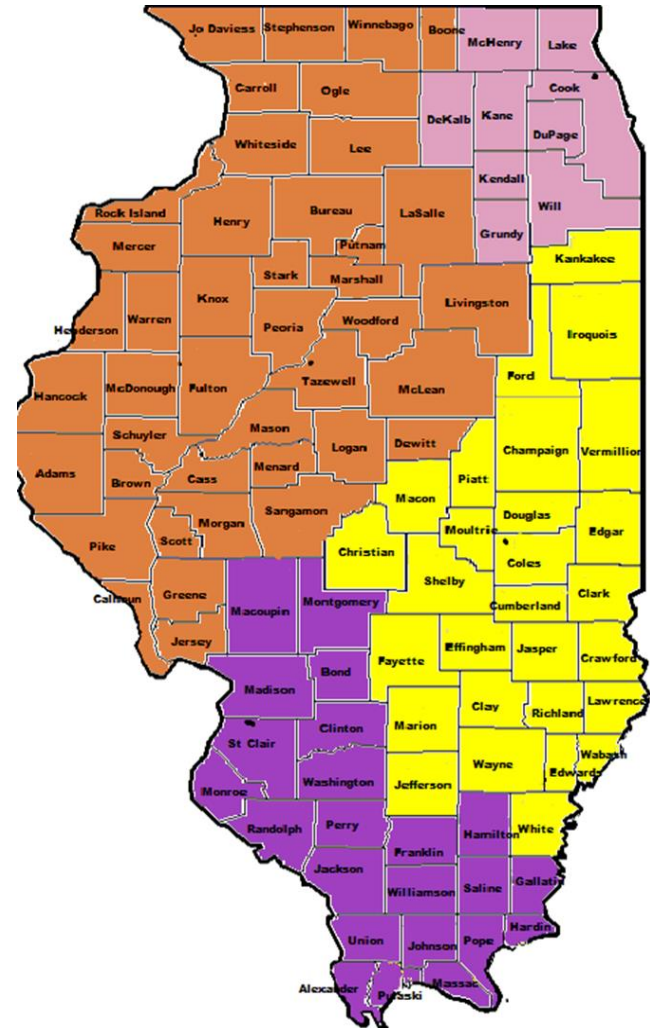 Jo Daviess
Stephenson
Winnebago
Boone
McHenry
Lake
Carroll
Ogle
DeKalb
Kane
Cook
DuPage
Whiteside
Lee
Kendall
Will
Rock Island
Henry
Bureau
LaSalle
Putnam
Grundy
Mercer
Kankakee
Stark
Marshall
Henderson
Warren
Knox
Peoria
Woodford
Livingston
Iroquois
Ford
Hancock
McDonough
Fulton
Tazewell
McLean
Schuyler
Mason
Logan
Dewitt
Champaign
Vermillion
Adams
Brown
Cass
Menard
Macon
Piatt
Pike
Scott
Morgan
Sangamon
Christian
Moultrie
Douglas
Edgar
Coles
Shelby
Calhoun
Greene
Macoupin
Montgomery
Cumberland
Clark
Jersey
Fayette
Effingham
Jasper
Crawford
Madison
Bond
Clay
Richland
Lawrence
St Clair
Clinton
Marion
Wayne
Edwards
Wabash
Monroe
Washington
Jefferson
Randolph
Perry
Franklin
Hamilton
White
Jackson
Williamson
Saline
Gallatin
Union
Johnson
Pope
Hardin
Alexander
Pulaski
Massac